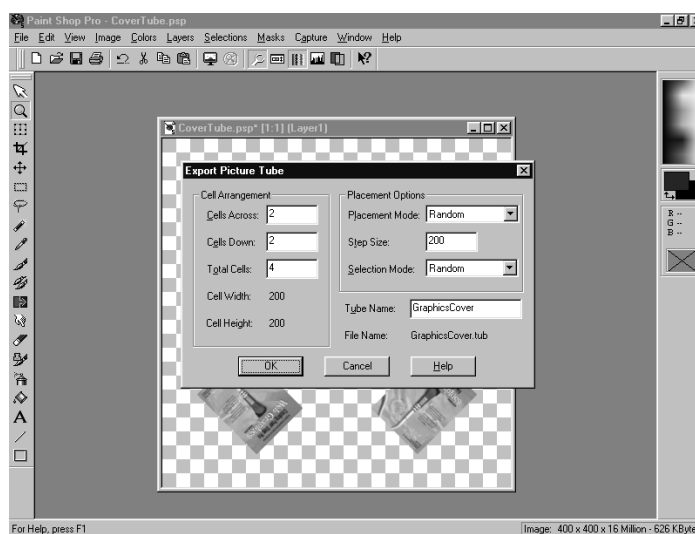 Paint Shop Pro - CoverTube.psp
File Edit View Image Colors Layers Selections Masks Capture Window Help
CoverTube.psp* [1:1] (Layer1)
Export Picture Tube
Cell Arrangement
Cells Across: 2
Cells Down: 2
Total Cells: 4
Cell Width: 200
Cell Height: 200
Placement Options
Placement Mode: Random
Step Size: 200
Selection Mode: Random
Tube Name: GraphicsCover
File Name: GraphicsCover.tub
OK Cancel Help
R --
G --
B --
For Help, press F1
Image: 400 x 400 x 16 Million - 626 KByte